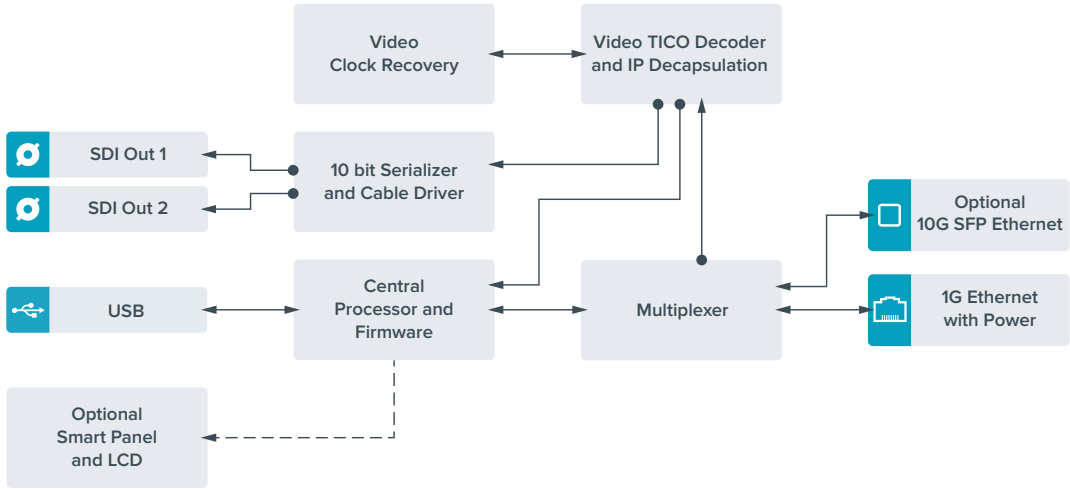 Video
Clock Recovery
Video TICO Decoder
and IP Decapsulation
SDI Out 1
SDI Out 2
10 bit Serializer
and Cable Driver
Optional
10G SFP Ethernet
USB
Central
Processor and
Firmware
Multiplexer
1G Ethernet
with Power
Optional
Smart Panel
and LCD